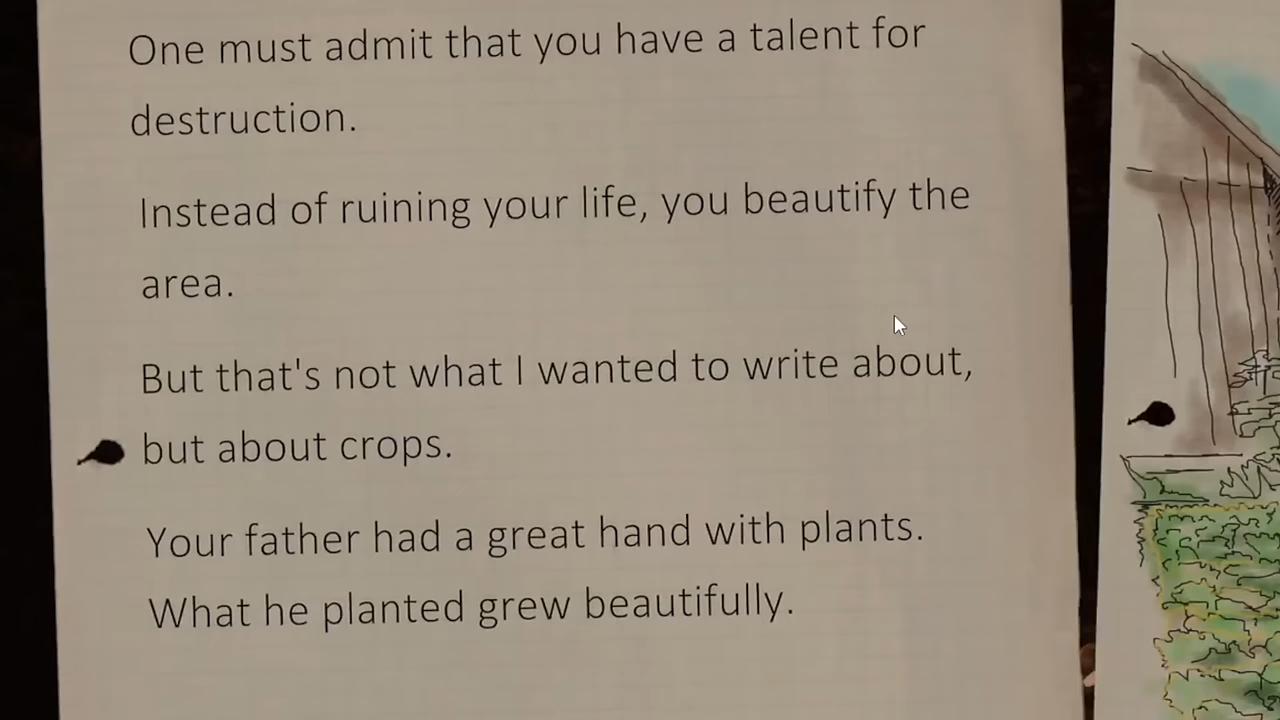 One must admit that you have a talent for
destruction.
Instead of ruining your life, you beautify the
area.
But that's not what I wanted to write about,
but about crops.
Your father had a great hand with plants.
What he planted grew beautifully.